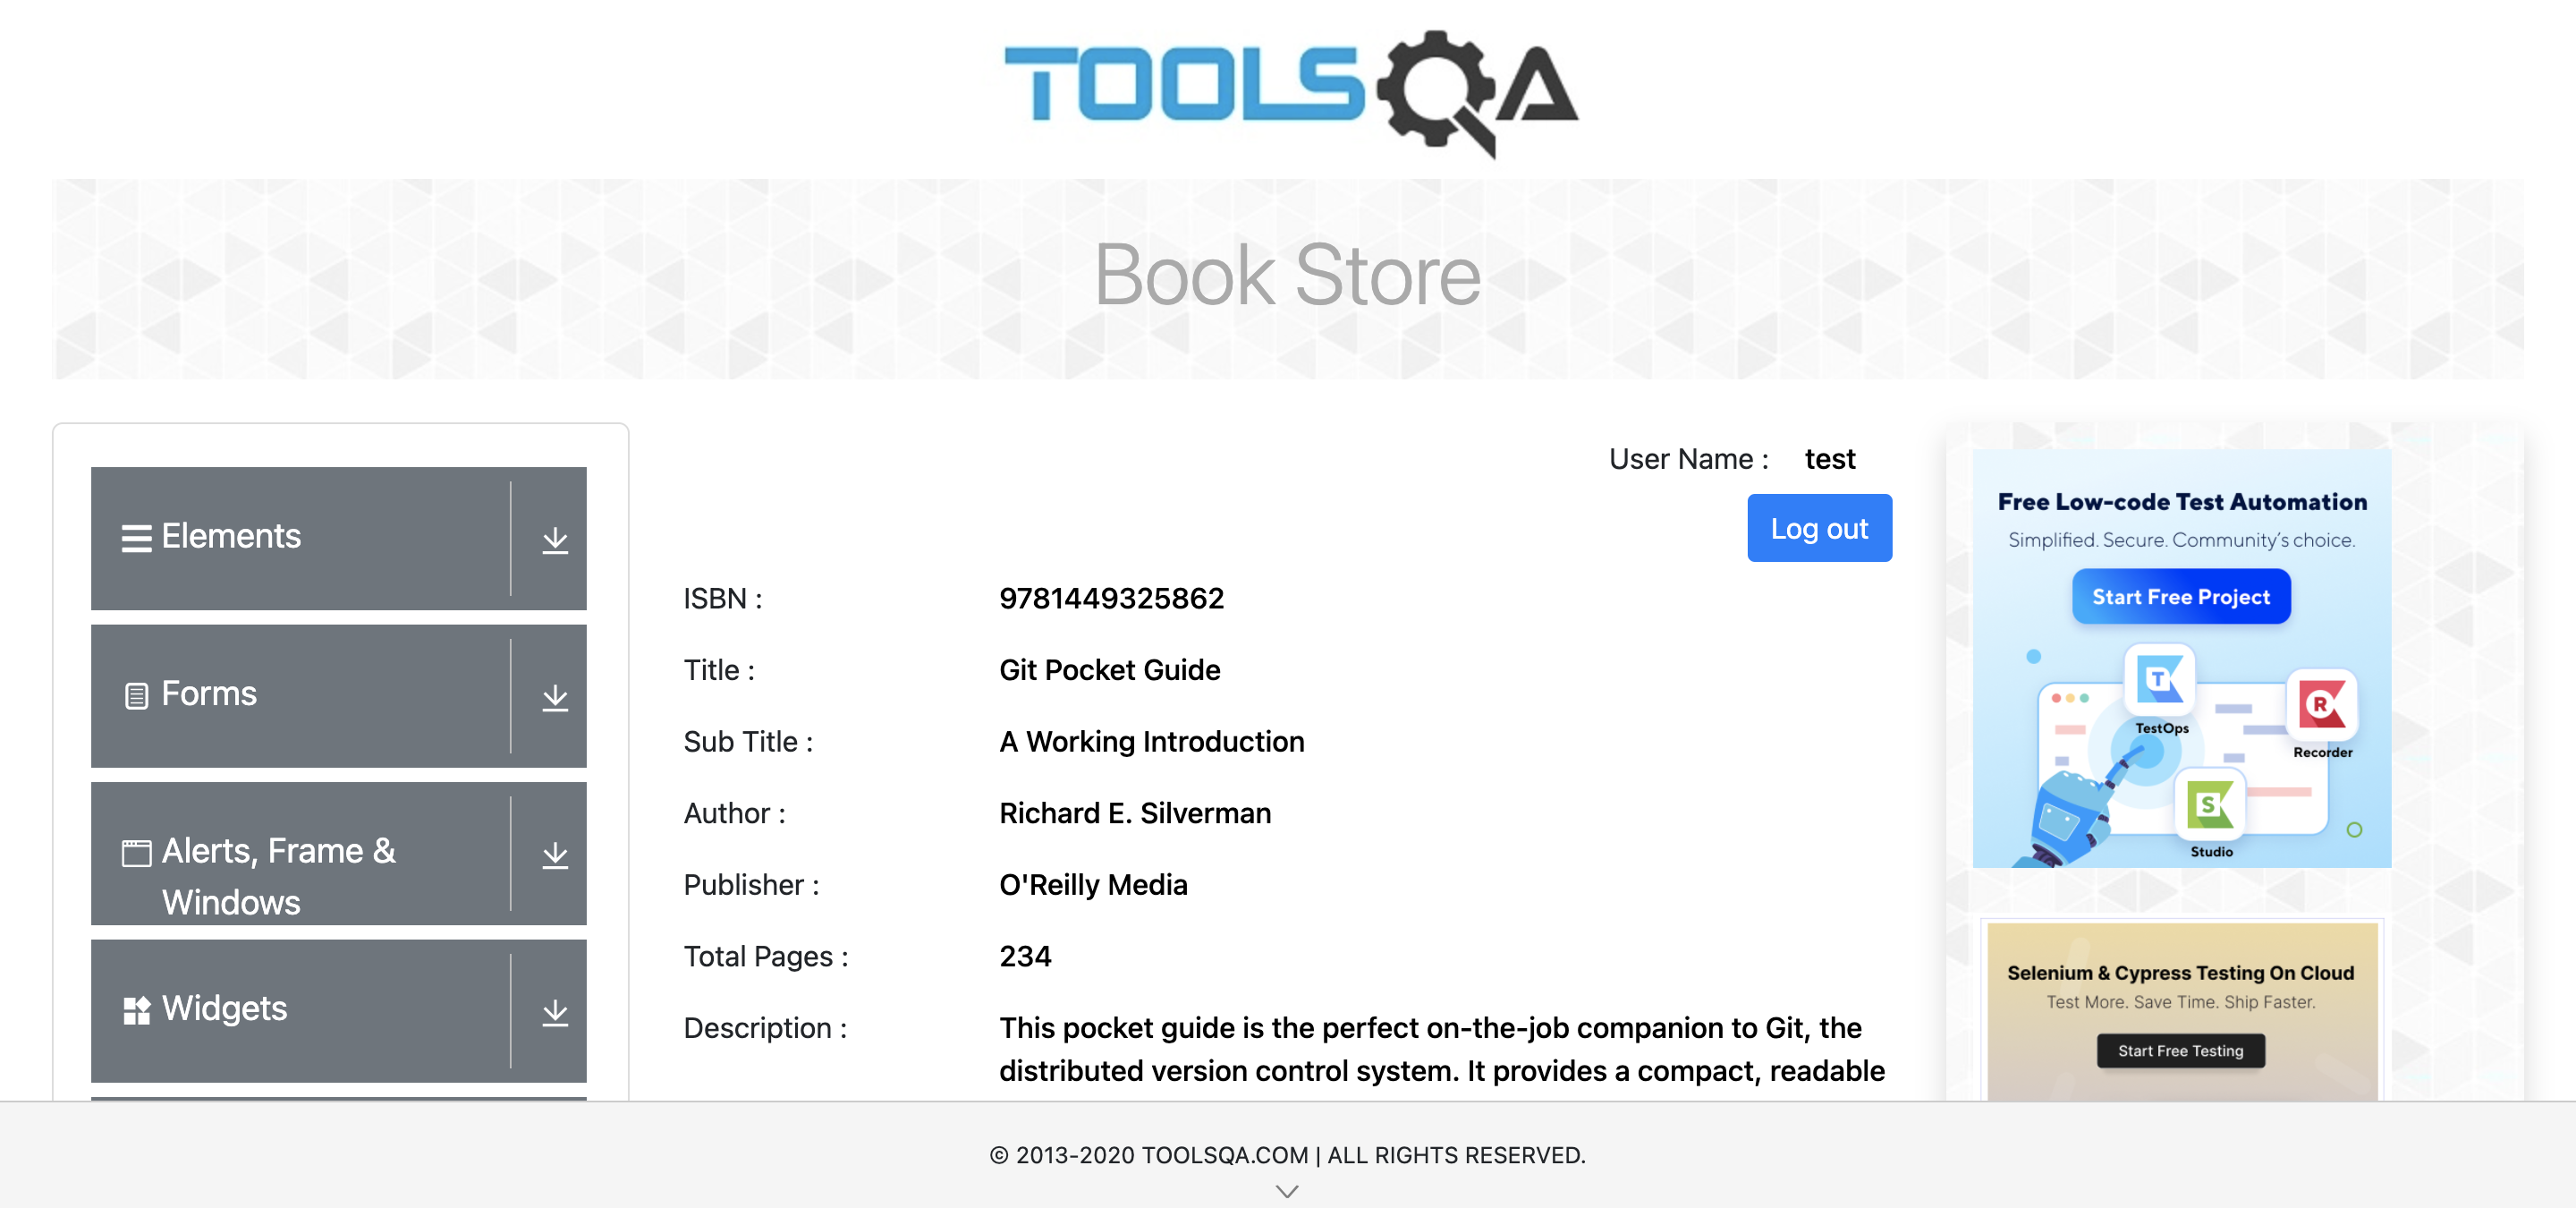 TOOLSQA
Book Store
Elements
Forms
Alerts, Frame &
Windows
Widgets
User Name : test
Log out
ISBN : 9781449325862
Title : Git Pocket Guide
Sub Title : A Working Introduction
Author : Richard E. Silverman
Publisher : O'Reilly Media
Total Pages : 234
Description : This pocket guide is the perfect on-the-job companion to Git, the
distributed version control system. It provides a compact, readable
Free Low-code Test Automation
Simplified. Secure. Community's choice.
Start Free Project
T
TestOps
R
Recorder
S
Studio
Selenium & Cypress Testing On Cloud
Test More. Save Time. Ship Faster.
Start Free Testing
© 2013-2020 TOOLSQA.COM | ALL RIGHTS RESERVED.